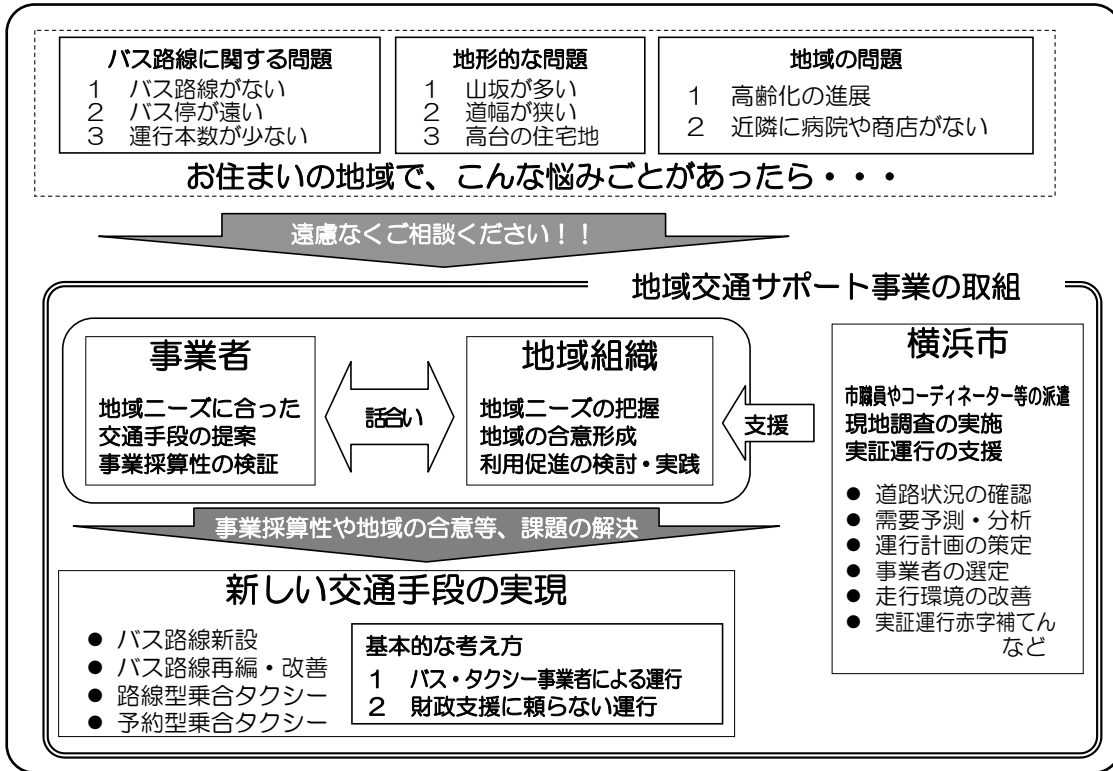 バス路線に関する問題
1 バス路線がない
2 バス停が遠い
3 運行本数が少ない
地形的な問題
1 山坂が多い
2 道幅が狭い
3 高台の住宅地
地域の問題
1 高齢化の進展
2 近隣に病院や商店がない
お住まいの地域で、こんな悩みごとがあったら・・・
遠慮なくご相談ください！！
地域交通サポート事業の取組
事業者
地域ニーズに合った
交通手段の提案
事業採算性の検証
話合い
地域組織
地域ニーズの把握
地域の合意形成
利用促進の検討・実践
支援
横浜市
市職員やコーディネーター等の派遣
現地調査の実施
実証運行の支援
● 道路状況の確認
● 需要予測・分析
● 運行計画の策定
● 事業者の選定
● 走行環境の改善
● 実証運行赤字補てん
など
事業採算性や地域の合意等、課題の解決
新しい交通手段の実現
● バス路線新設
● バス路線再編・改善
● 路線型乗合タクシー
● 予約型乗合タクシー
基本的な考え方
1 バス・タクシー事業者による運行
2 財政支援に頼らない運行